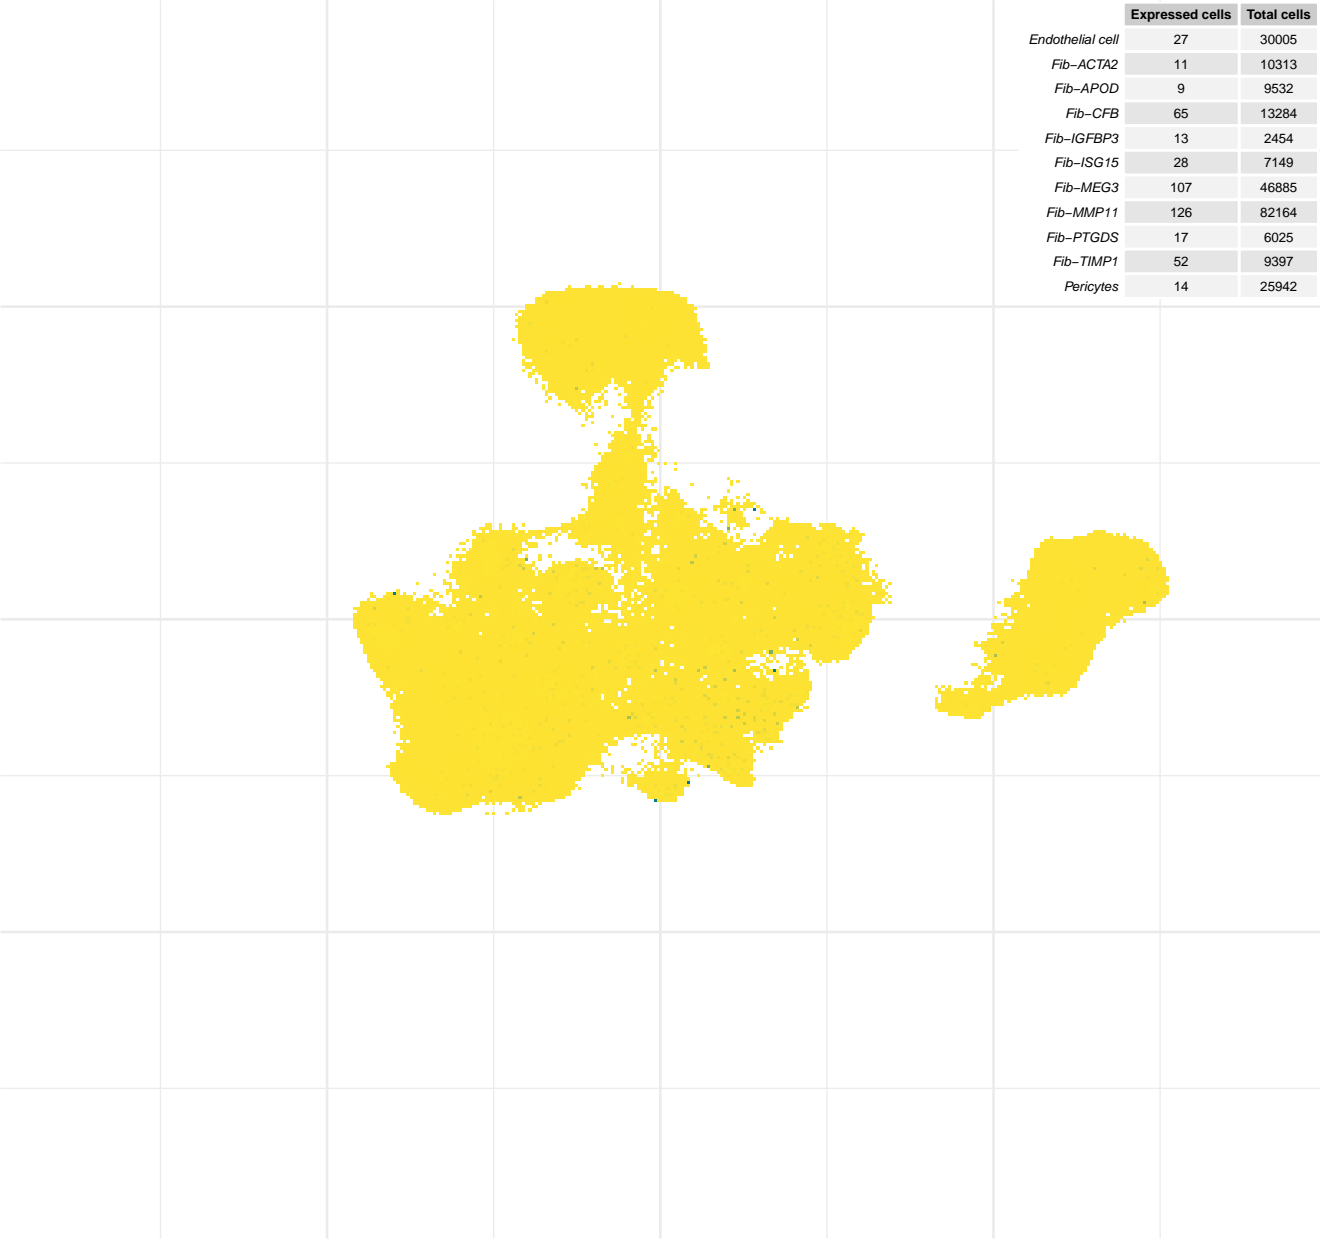 Expressed cells Total cells
Endothelial cell 27 30005
Fib−ACTA2 11 10313
Fib−APOD 9 9532
Fib−CFB 65 13284
Fib−IGFBP3 13 2454
Fib−ISG15 28 7149
Fib−MEG3 107 46885
Fib−MMP11 126 82164
Fib−PTGDS 17 6025
Fib−TIMP1 52 9397
Pericytes 14 25942